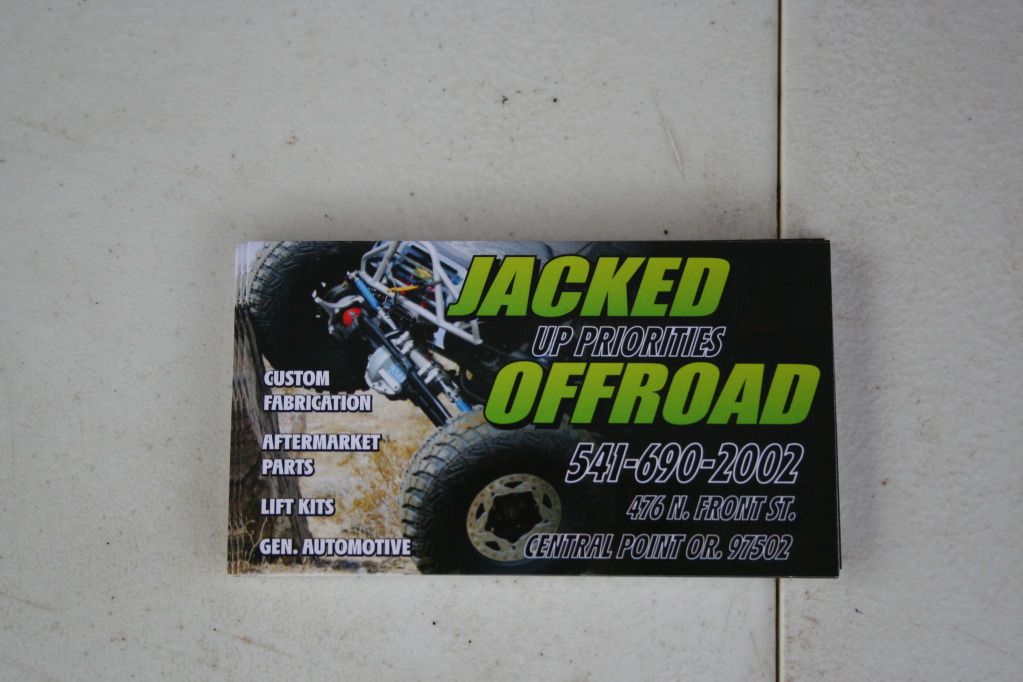 JACKED
UP PRIORITIES
OFFROAD
CUSTOM
FABRICATION
AFTERMARKET
PARTS
LIFT KITS
GEN. AUTOMOTIVE
541-690-2002
476 N. FRONT ST.
CENTRAL POINT OR. 97502